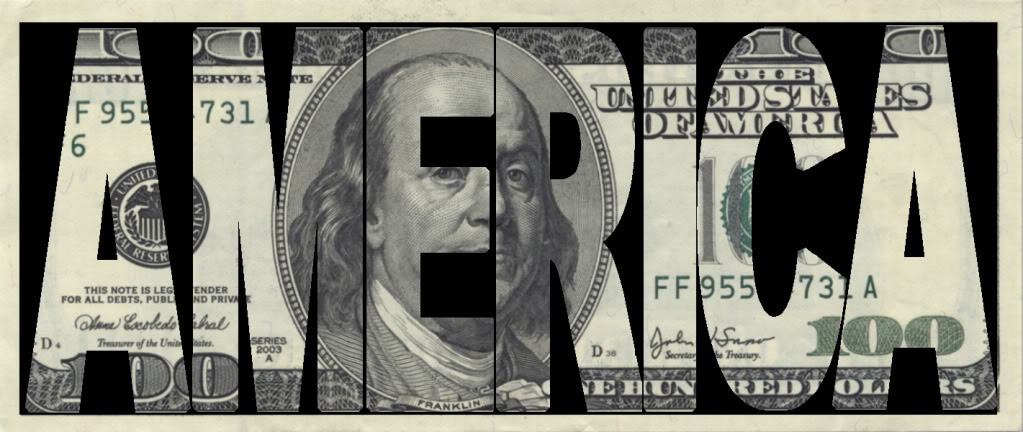 AMERICA
FEDERAL RESERVE NOTE
THE
UNITED STATES
OF AMERICA
F 955 731
6
THIS NOTE IS LEGAL TENDER
FOR ALL DEBTS, PUBLIC AND PRIVATE
Treasurer of the United States.
D 4
SERIES
2003
A
100
FRANKLIN
FF 955 731 A
D 38
Secretary of the Treasury.
100
ONE HUNDRED DOLLARS